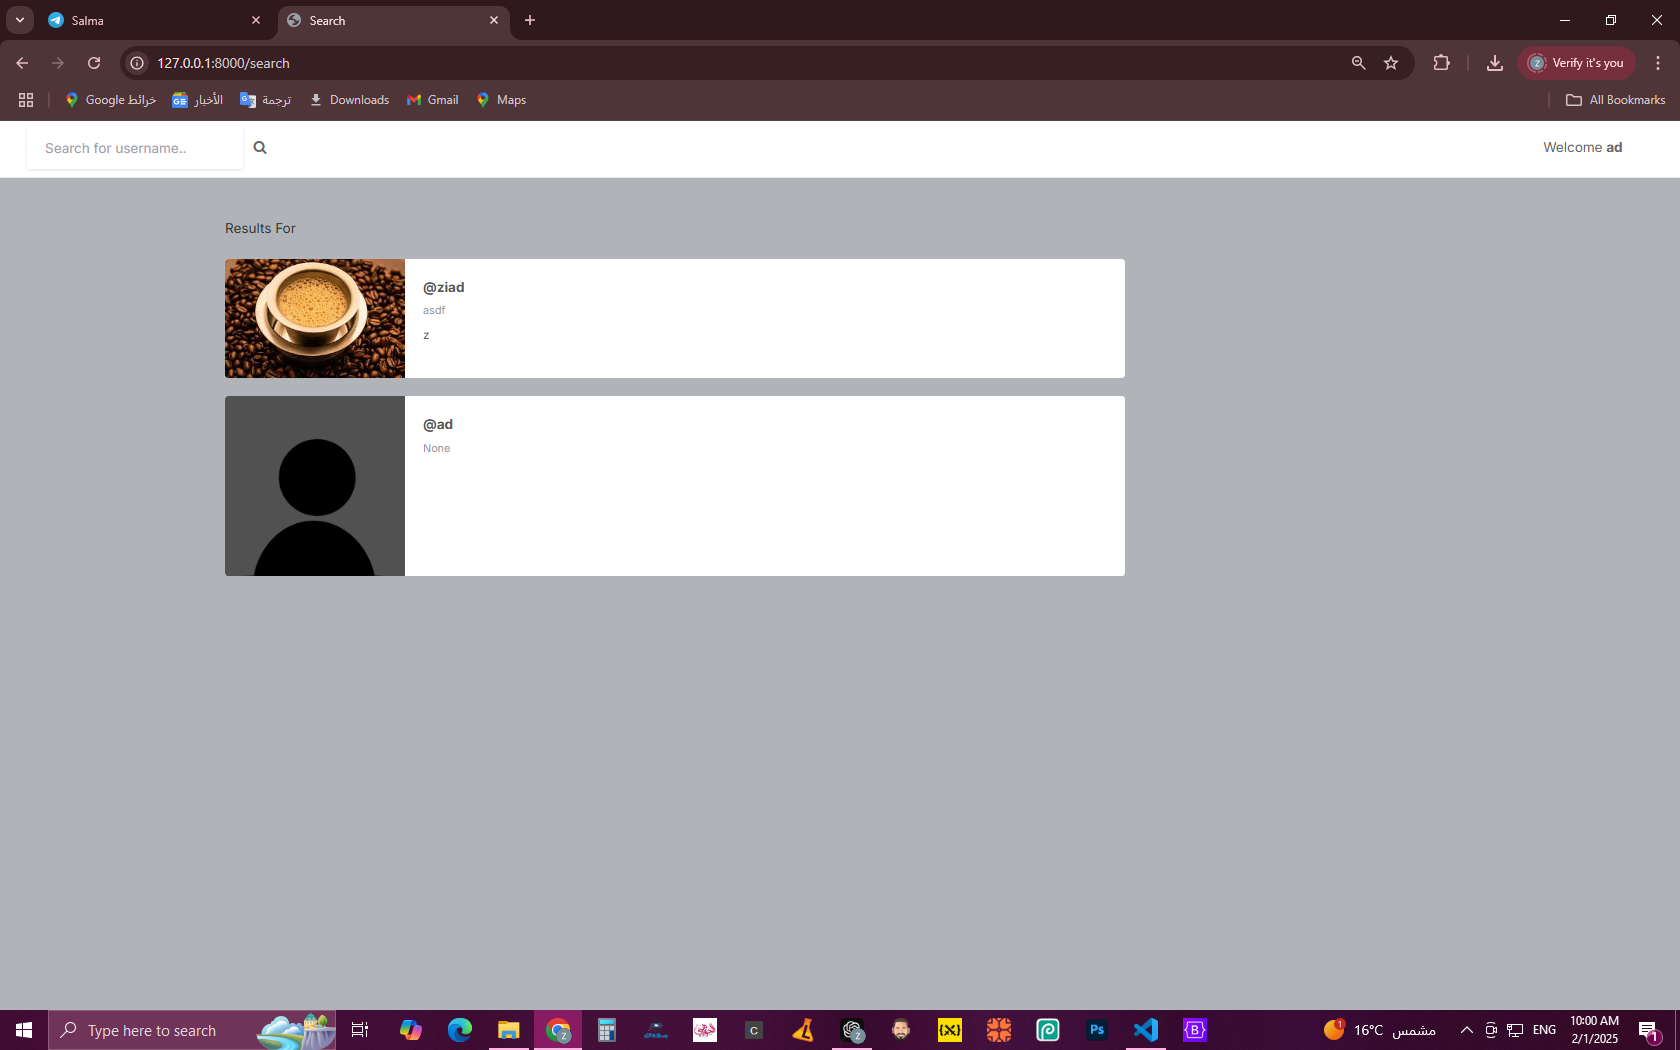 Salma
Search
127.0.0.1:8000/search
Verify it's you
Google خرائط
الأخبار
ترجمة
Downloads
Gmail
Maps
All Bookmarks
Search for username..
Welcome ad
Results For
@ziad
asdf
z
@ad
None
Type here to search
16°C مشمس
ENG
10:00 AM
2/1/2025